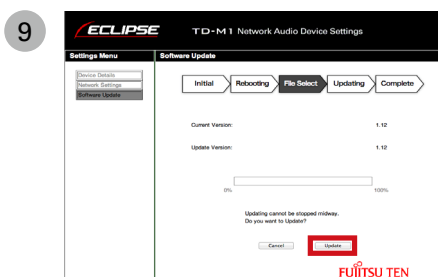 9
ECLIPSE TD-M1 Network Audio Device Settings
Settings Menu Software Update
Device Details
Network Settings
Software Update
Initial Rebooting File Select Updating Complete
Current Version: 1.12
Update Version: 1.12
0% 100%
Updating cannot be stopped midway.
Do you want to Update?
Cancel Update
FUJITSU TEN